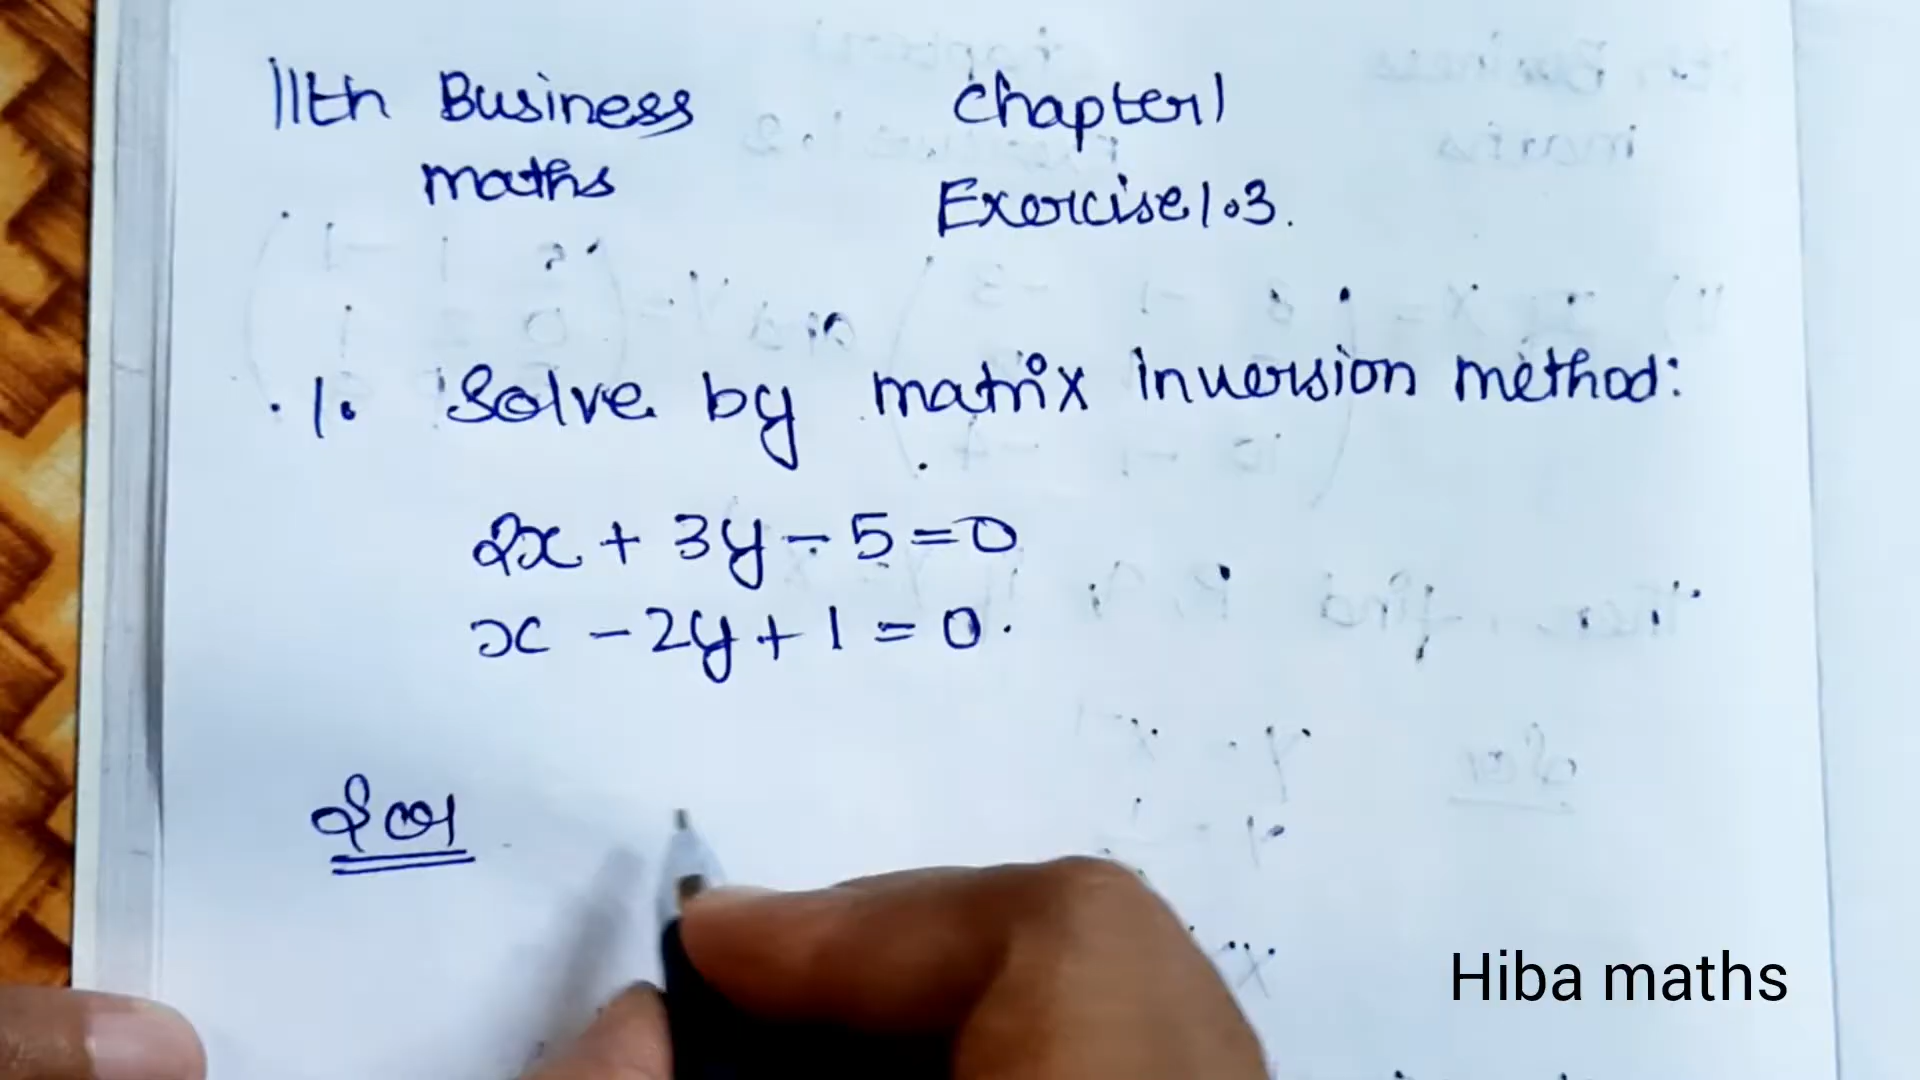 11th Business maths
Chapter 1
Exercise 1.3.
1. Solve by matrix inversion method:
2x + 3y - 5 = 0
x - 2y + 1 = 0.
Sol
Hiba maths